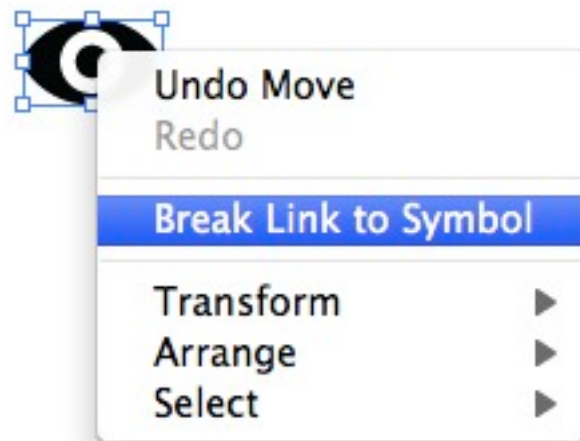 Undo Move
Redo
Break Link to Symbol
Transform
Arrange
Select